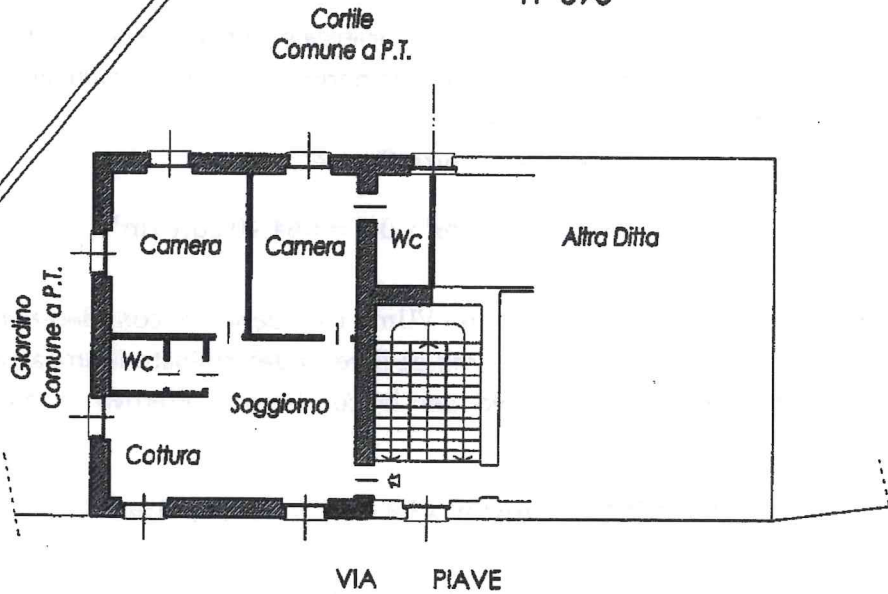 Cortile
Comune a P.T.
Camera
Camera
Wc
Altra Ditta
Giardino
Comune a P.T.
Wc
Soggiorno
Cottura
VIA PIAVE